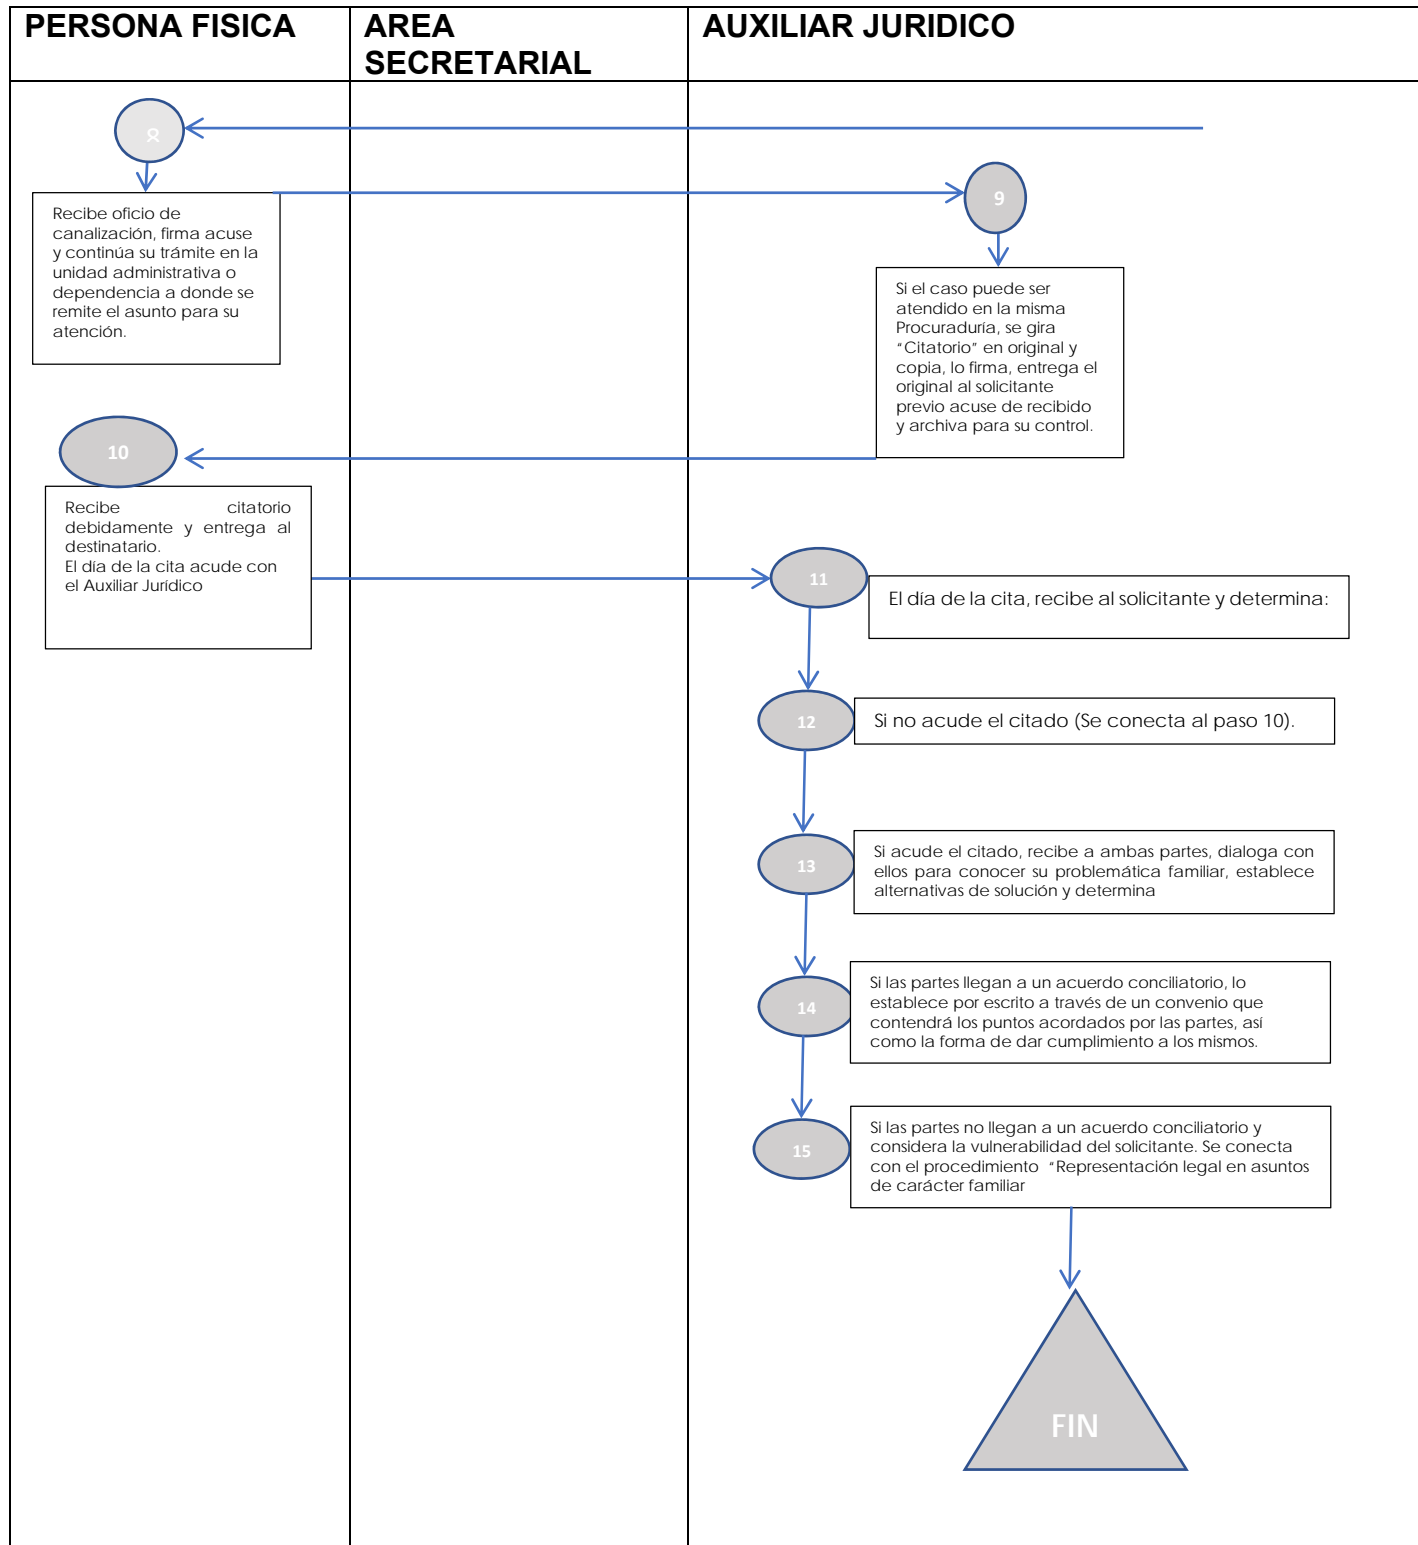 PERSONA FISICA
AREA
SECRETARIAL
AUXILIAR JURIDICO
8
Recibe oficio de
canalización, firma acuse
y continúa su trámite en la
unidad administrativa o
dependencia a donde se
remite el asunto para su
atención.
9
Si el caso puede ser
atendido en la misma
Procuraduría, se gira
“Citatorio” en original y
copia, lo firma, entrega el
original al solicitante
previo acuse de recibido
y archiva para su control.
10
Recibe citatorio
debidamente y entrega al
destinatario.
El día de la cita acude con
el Auxiliar Jurídico
11
El día de la cita, recibe al solicitante y determina:
12
Si no acude el citado (Se conecta al paso 10).
13
Si acude el citado, recibe a ambas partes, dialoga con
ellos para conocer su problemática familiar, establece
alternativas de solución y determina
14
Si las partes llegan a un acuerdo conciliatorio, lo
establece por escrito a través de un convenio que
contendrá los puntos acordados por las partes, así
como la forma de dar cumplimiento a los mismos.
15
Si las partes no llegan a un acuerdo conciliatorio y
considera la vulnerabilidad del solicitante. Se conecta
con el procedimiento “Representación legal en asuntos
de carácter familiar
FIN